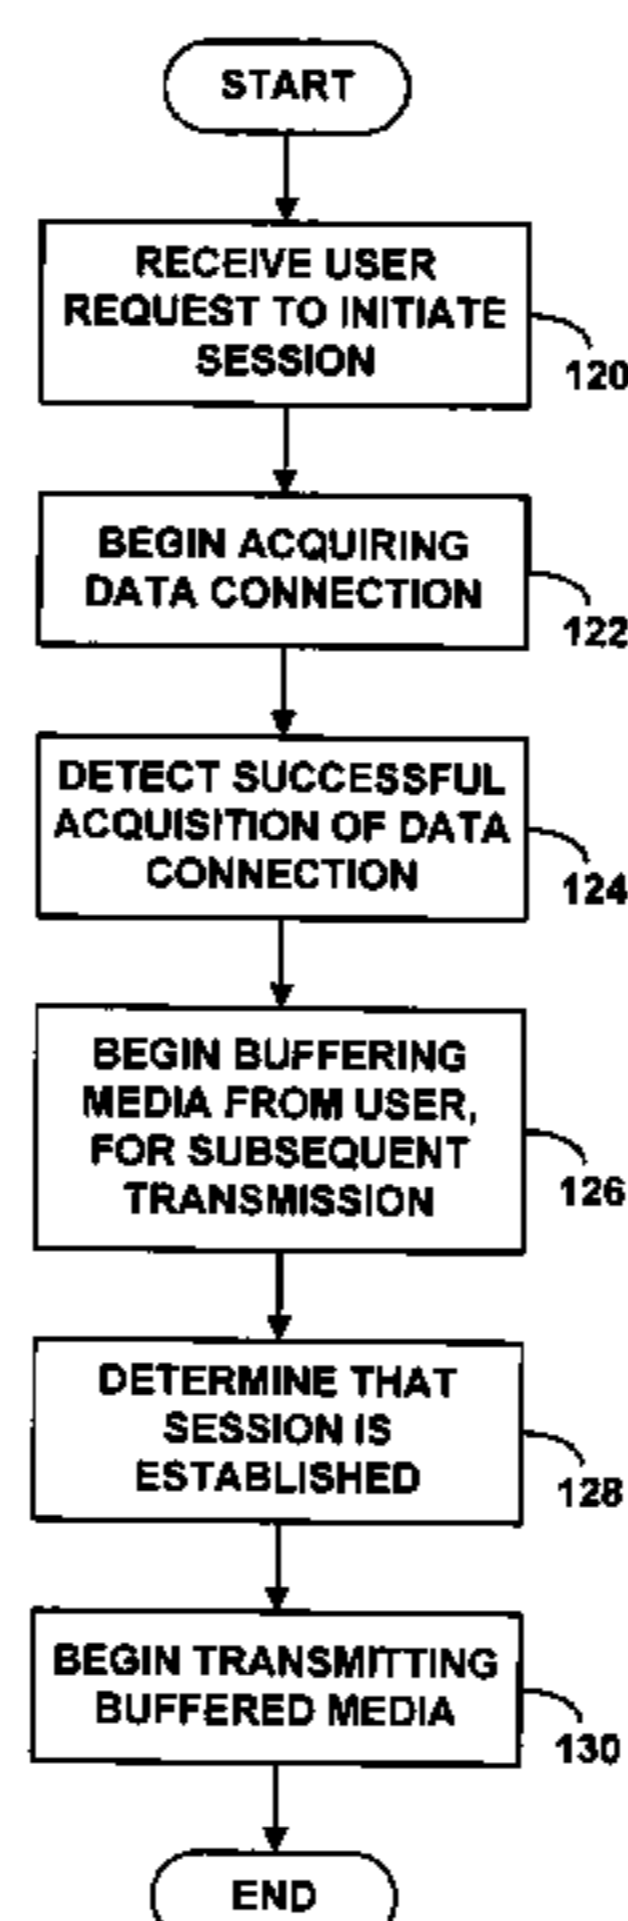 START
RECEIVE USER
REQUEST TO INITIATE
SESSION
120
BEGIN ACQUIRING
DATA CONNECTION
122
DETECT SUCCESSFUL
ACQUISITION OF DATA
CONNECTION
124
BEGIN BUFFERING
MEDIA FROM USER,
FOR SUBSEQUENT
TRANSMISSION
126
DETERMINE THAT
SESSION IS
ESTABLISHED
128
BEGIN TRANSMITTING
BUFFERED MEDIA
130
END